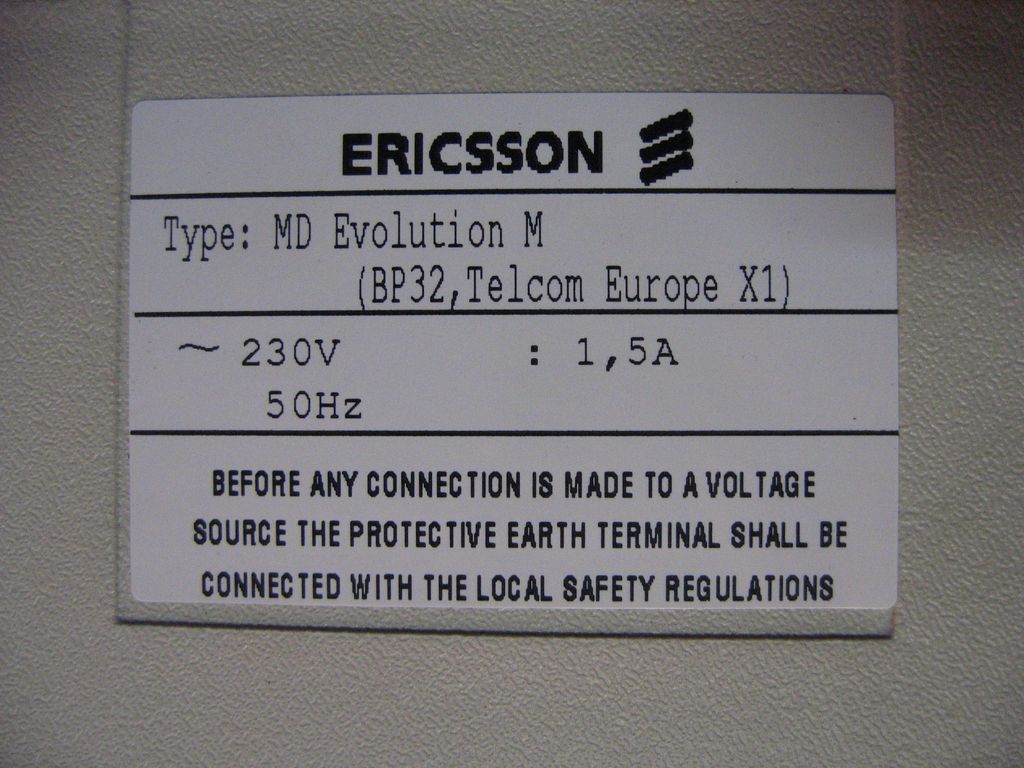 ERICSSON
Type: MD Evolution M
(BP32,Telcom Europe X1)
~ 230V : 1,5A
50Hz
BEFORE ANY CONNECTION IS MADE TO A VOLTAGE
SOURCE THE PROTECTIVE EARTH TERMINAL SHALL BE
CONNECTED WITH THE LOCAL SAFETY REGULATIONS